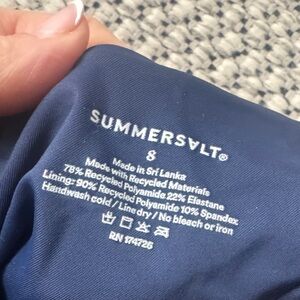 SUMMERSALT®
8
Made in Sri Lanka
Made with Recycled Materials
78% Recycled Polyamide 22% Elastane
Lining: 90% Recycled Polyamide 10% Spandex
Handwash cold / Line dry / No bleach or iron
RN 174725